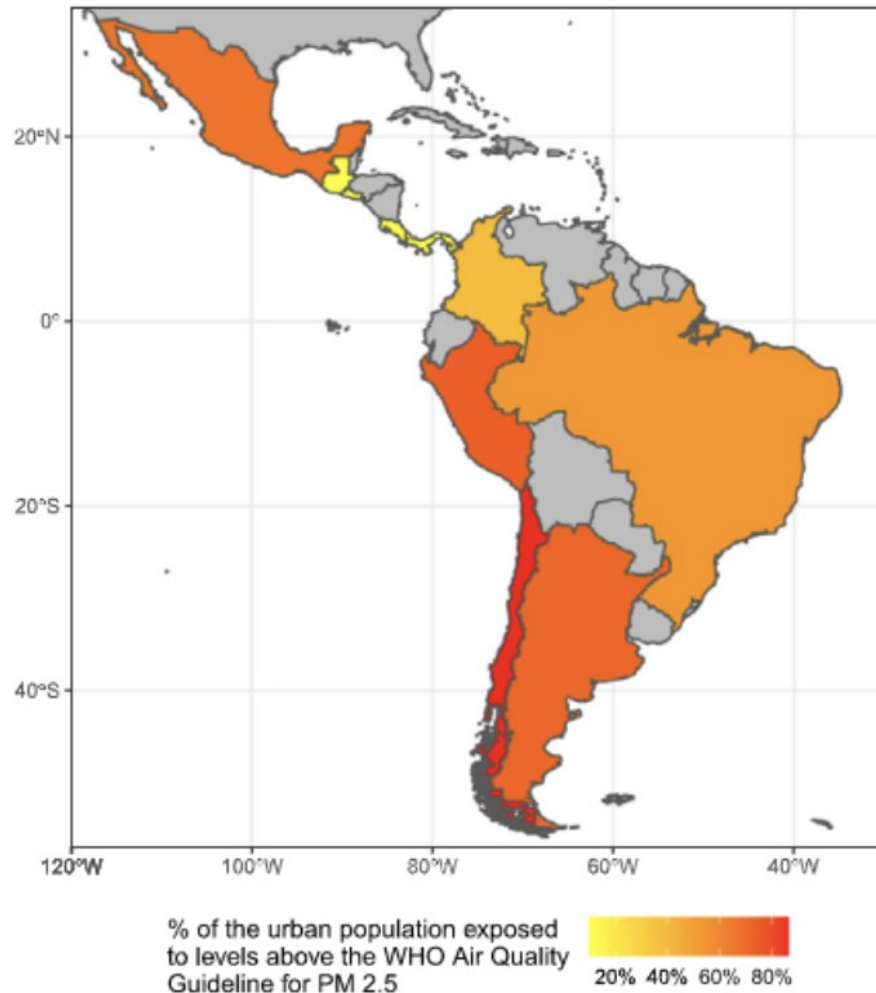 20°N
0°
20°S
40°S
120°W 100°W 80°W 60°W 40°W
% of the urban population exposed
to levels above the WHO Air Quality
Guideline for PM 2.5
20% 40% 60% 80%